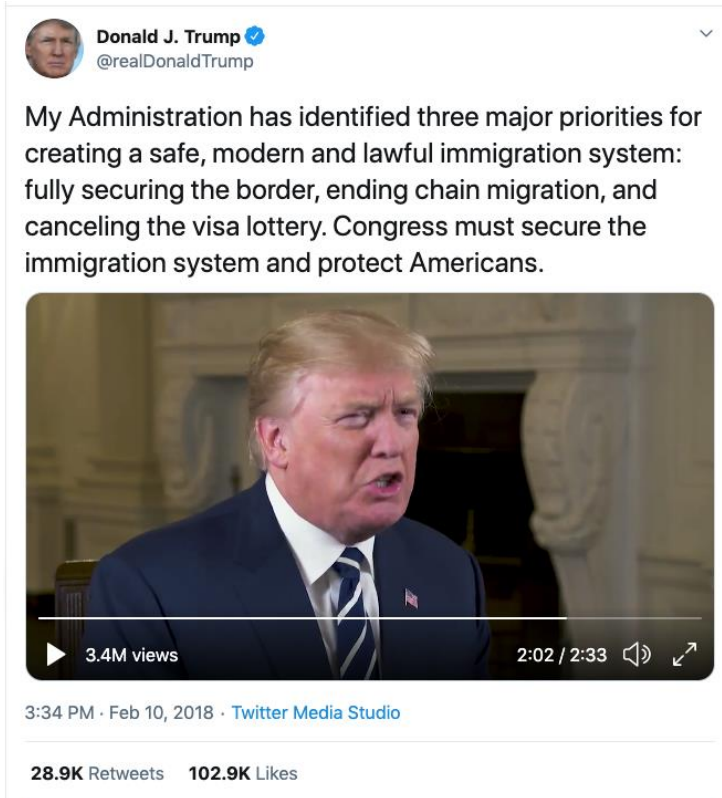 Donald J. Trump
@realDonaldTrump
My Administration has identified three major priorities for
creating a safe, modern and lawful immigration system:
fully securing the border, ending chain migration, and
canceling the visa lottery. Congress must secure the
immigration system and protect Americans.
3.4M views 2:02 / 2:33
3:34 PM · Feb 10, 2018 · Twitter Media Studio
28.9K Retweets 102.9K Likes